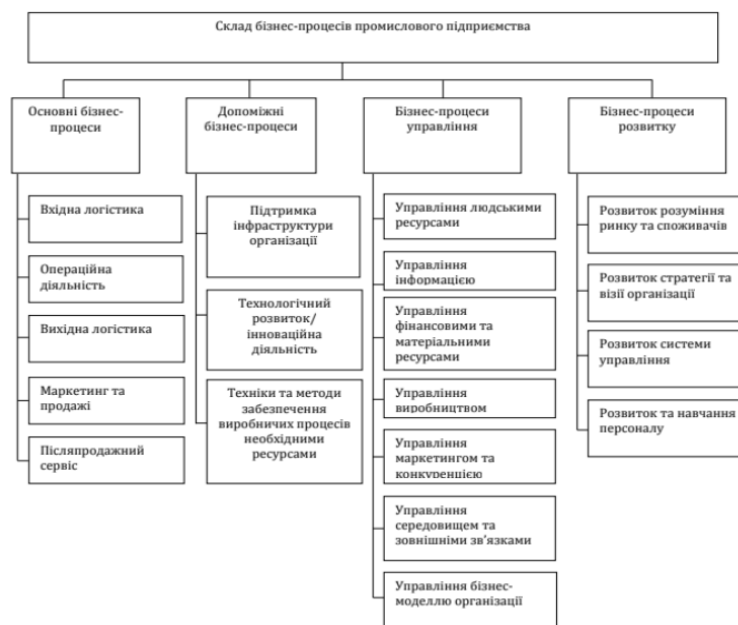 Склад бізнес-процесів промислового підприємства
Основні бізнес-
процеси
Вхідна логістика
Операційна
діяльність
Вихідна логістика
Маркетинг та
продажі
Післяпродажний
сервіс
Допоміжні
бізнес-процеси
Підтримка
інфраструктури
організації
Технологічний
розвиток/
інноваційна
діяльність
Техніки та методи
забезпечення
виробничих процесів
необхідними
ресурсами
Бізнес-процеси
управління
Управління людськими
ресурсами
Управління
інформацією
Управління
фінансовими та
матеріальними
ресурсами
Управління
виробництвом
Управління
маркетингом та
конкуренцією
Управління
середовищем та
зовнішніми зв’язками
Управління бізнес-
моделлю організації
Бізнес-процеси
розвитку
Розвиток розуміння
ринку та споживачів
Розвиток стратегії та
візії організації
Розвиток системи
управління
Розвиток та навчання
персоналу